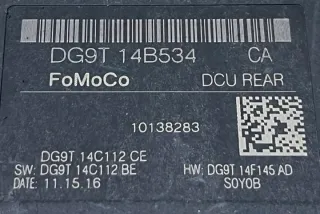 DG9T 14B534 CA
FoMoCo DCU REAR
10138283
DG9T 14C112 CE
SW: DG9T 14C112 BE HW: DG9T 14F145 AD
DATE: 11.15.16 S0Y0B